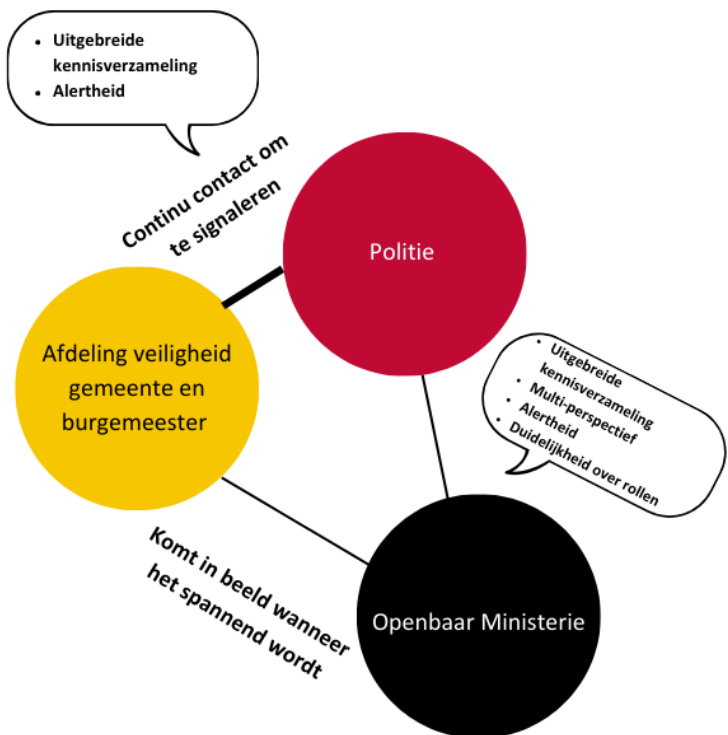 • Uitgebreide
kennisverzameling
• Alertheid
Continu contact om
te signaleren
Politie
Afdeling veiligheid
gemeente en
burgemeester
• Uitgebreide
kennisverzameling
• Multi-perspectief
• Alertheid
• Duidelijkheid over rollen
Komt in beeld wanneer
het spannend wordt
Openbaar Ministerie